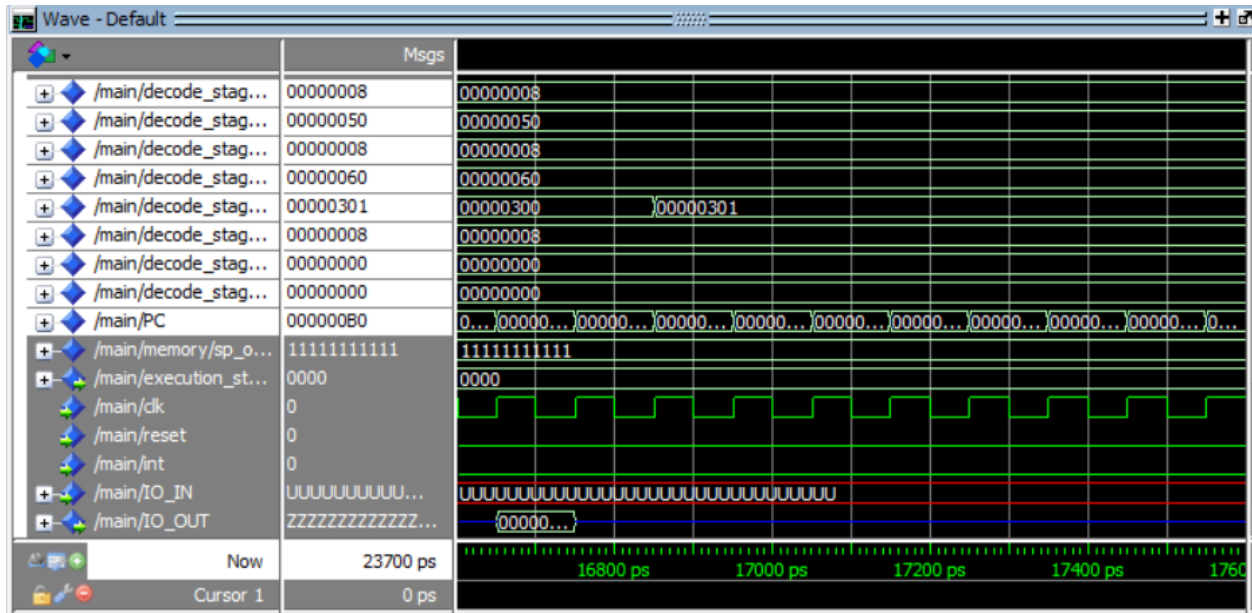 Wave - Default
Msgs
/main/decode_stag... 00000008 00000008
/main/decode_stag... 00000050 00000050
/main/decode_stag... 00000008 00000008
/main/decode_stag... 00000060 00000060
/main/decode_stag... 00000301 00000300 00000301
/main/decode_stag... 00000008 00000008
/main/decode_stag... 00000000 00000000
/main/decode_stag... 00000000 00000000
/main/PC 000000B0 0... 00000... 00000... 00000... 00000... 00000... 00000... 00000... 00000... 00000... 0...
/main/memory/sp_o... 11111111111 11111111111
/main/execution_st... 0000 0000
/main/clk 0
/main/reset 0
/main/int 0
/main/IO_IN UUUUUUUUUU... UUUUUUUUUUUUUUUUUUUUUUUUUUUUUUUU
/main/IO_OUT ZZZZZZZZZZZZZ... 00000...
Now 23700 ps 16800 ps 17000 ps 17200 ps 17400 ps 1760
Cursor 1 0 ps